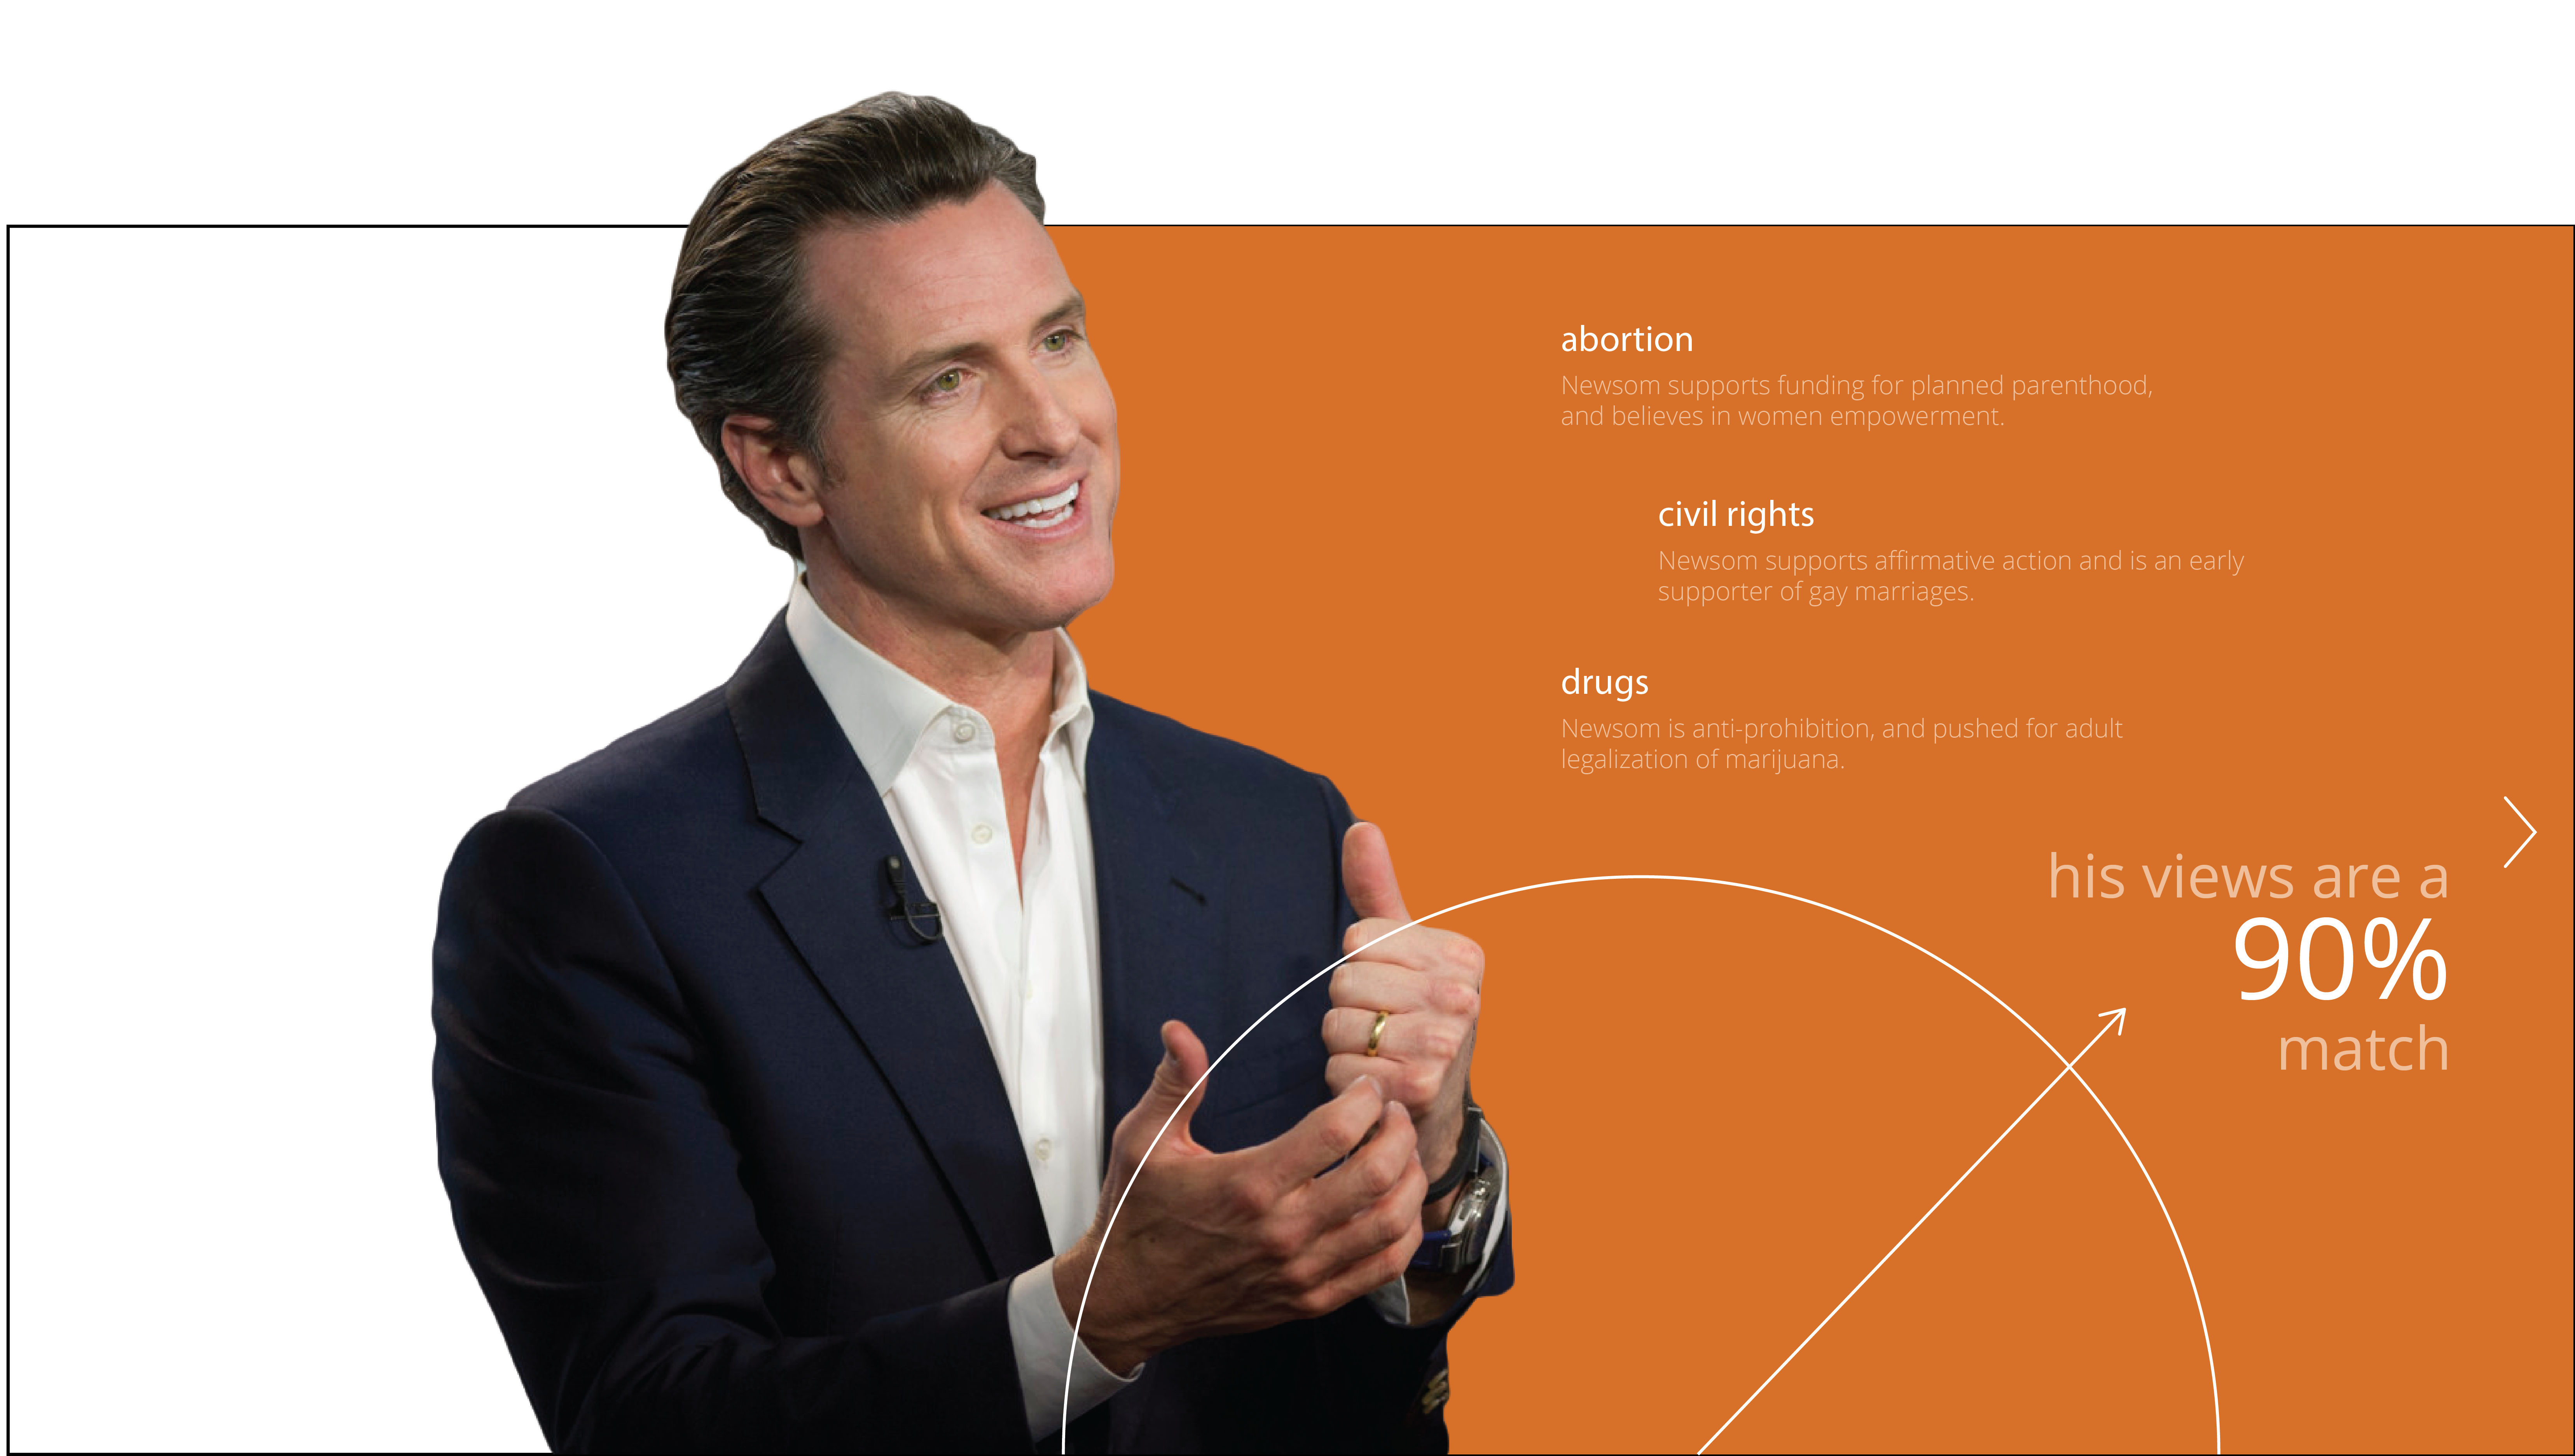 abortion
Newsom supports funding for planned parenthood,
and believes in women empowerment.
civil rights
Newsom supports affirmative action and is an early
supporter of gay marriages.
drugs
Newsom is anti-prohibition, and pushed for adult
legalization of marijuana.
his views are a
90%
match